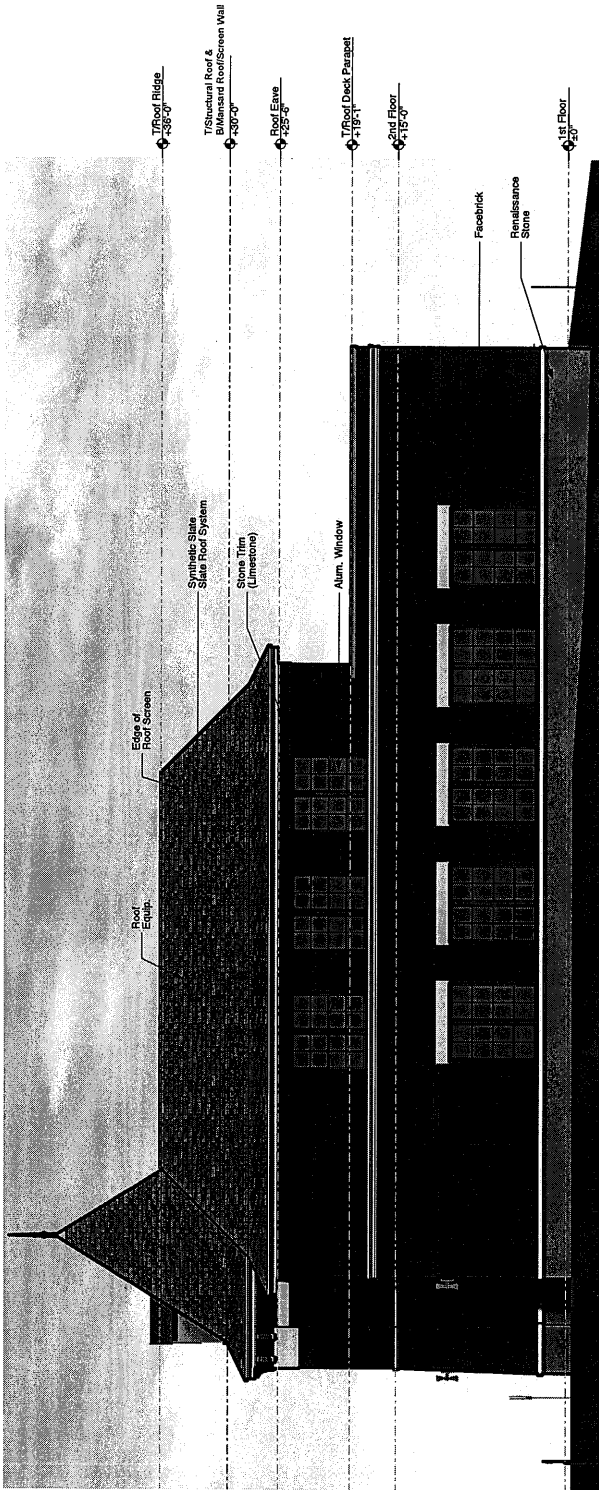 T/Roof Ridge
+36'-0"
T/Structural Roof &
B/Mansard Roof/Screen Wall
+30'-0"
Roof Eave
+25'-6"
T/Roof Deck Parapet
+19'-1"
2nd Floor
+15'-0"
1st Floor
±0"
Edge of
Roof Screen
Roof
Equip.
Synthetic Slate
Slate Roof System
Stone Trim
(Limestone)
Alum. Window
Facebrick
Renaissance
Stone